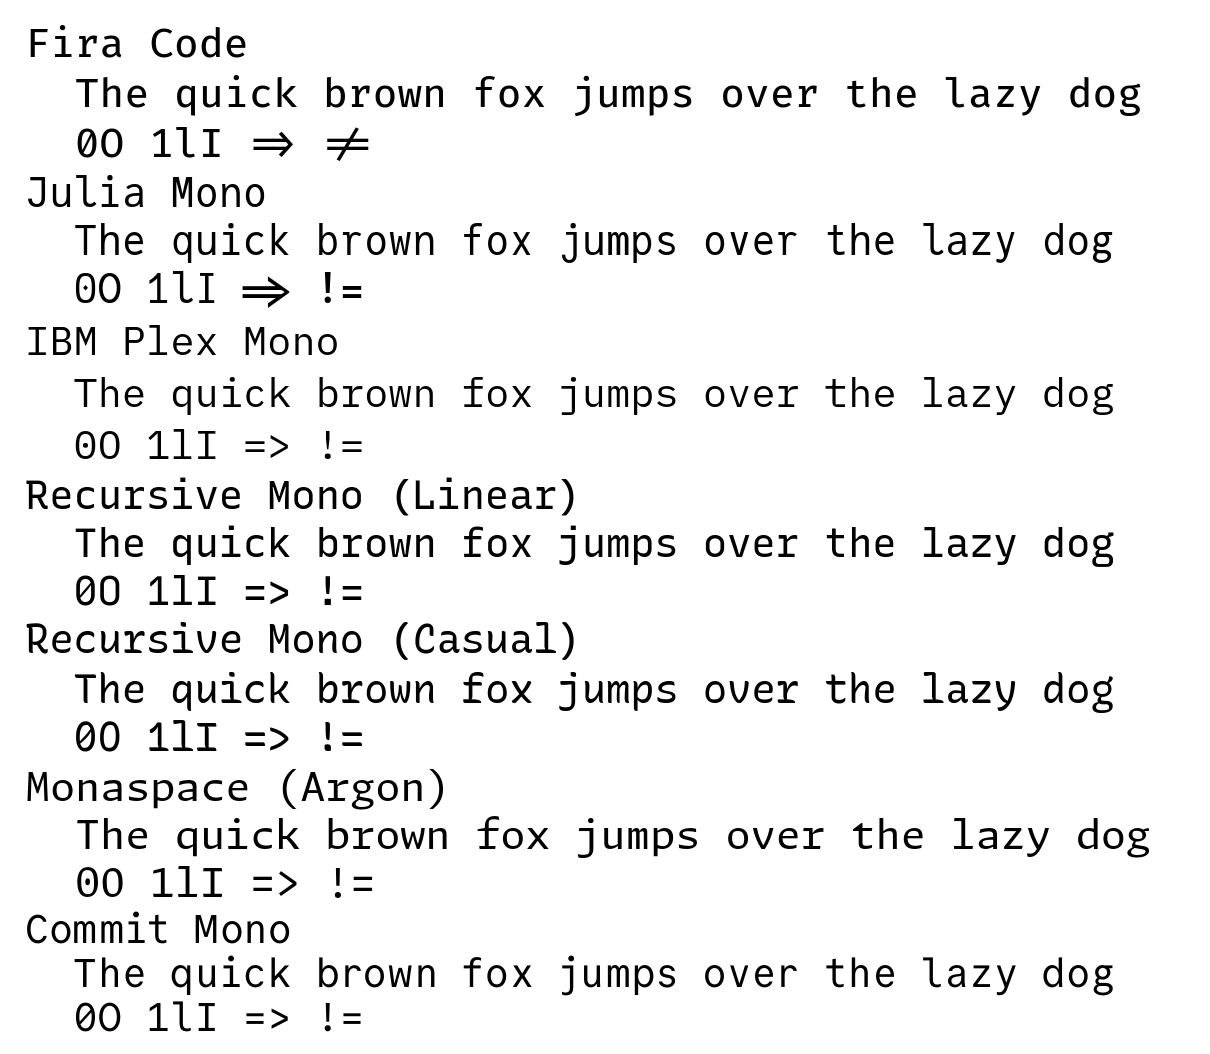 Fira Code
The quick brown fox jumps over the lazy dog
0O 1lI => !=
Julia Mono
The quick brown fox jumps over the lazy dog
0O 1lI => !=
IBM Plex Mono
The quick brown fox jumps over the lazy dog
0O 1lI => !=
Recursive Mono (Linear)
The quick brown fox jumps over the lazy dog
0O 1lI => !=
Recursive Mono (Casual)
The quick brown fox jumps over the lazy dog
0O 1lI => !=
Monaspace (Argon)
The quick brown fox jumps over the lazy dog
0O 1lI => !=
Commit Mono
The quick brown fox jumps over the lazy dog
0O 1lI => !=